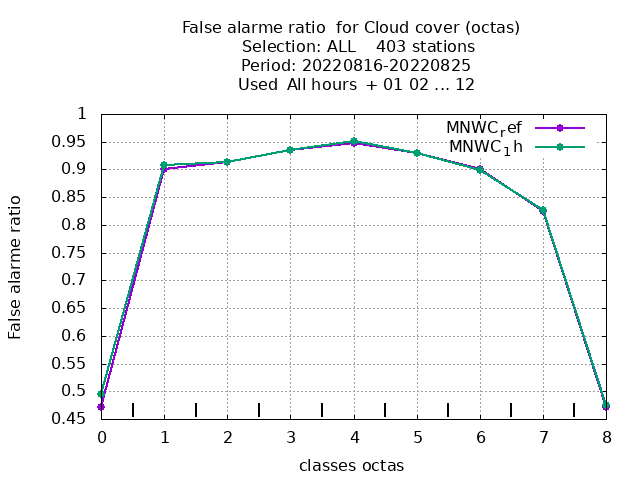 False alarme ratio  for Cloud cover (octas)
Selection: ALL    403 stations
Period: 20220816-20220825
Used  All hours  + 01 02 ... 12
MNWC_ref
MNWC_1h
1
0.95
0.9
0.85
0.8
0.75
0.7
0.65
0.6
0.55
0.5
0.45
False alarme ratio
0 1 2 3 4 5 6 7 8
classes octas